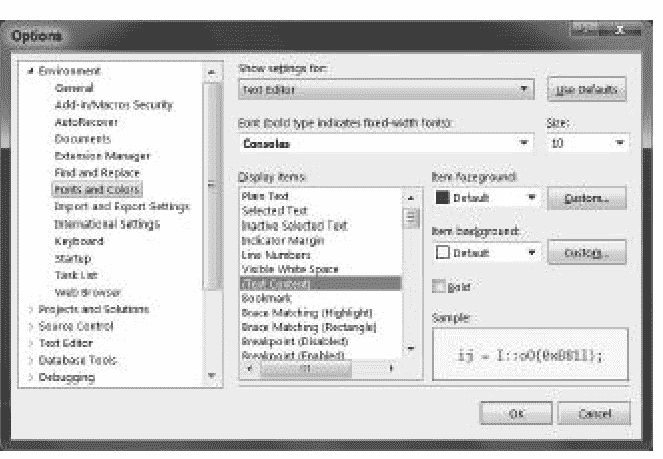 Options
Environment
General
Add-in/Macros Security
AutoRecover
Documents
Extension Manager
Find and Replace
Fonts and Colors
Import and Export Settings
International Settings
Keyboard
Startup
Task List
Web Browser
Projects and Solutions
Source Control
Text Editor
Database Tools
Debugging
Show settings for:
Text Editor
Use Defaults
Font (bold type indicates fixed-width fonts):
Size:
Consolas
10
Display items:
Plain Text
Selected Text
Inactive Selected Text
Indicator Margin
Line Numbers
Visible White Space
Bookmark
Brace Matching (Highlight)
Brace Matching (Rectangle)
Breakpoint (Disabled)
Breakpoint (Enabled)
Item foreground:
Default
Custom...
Item background:
Default
Custom...
Bold
Sample:
ij = I::oO(0xB81l);
OK
Cancel